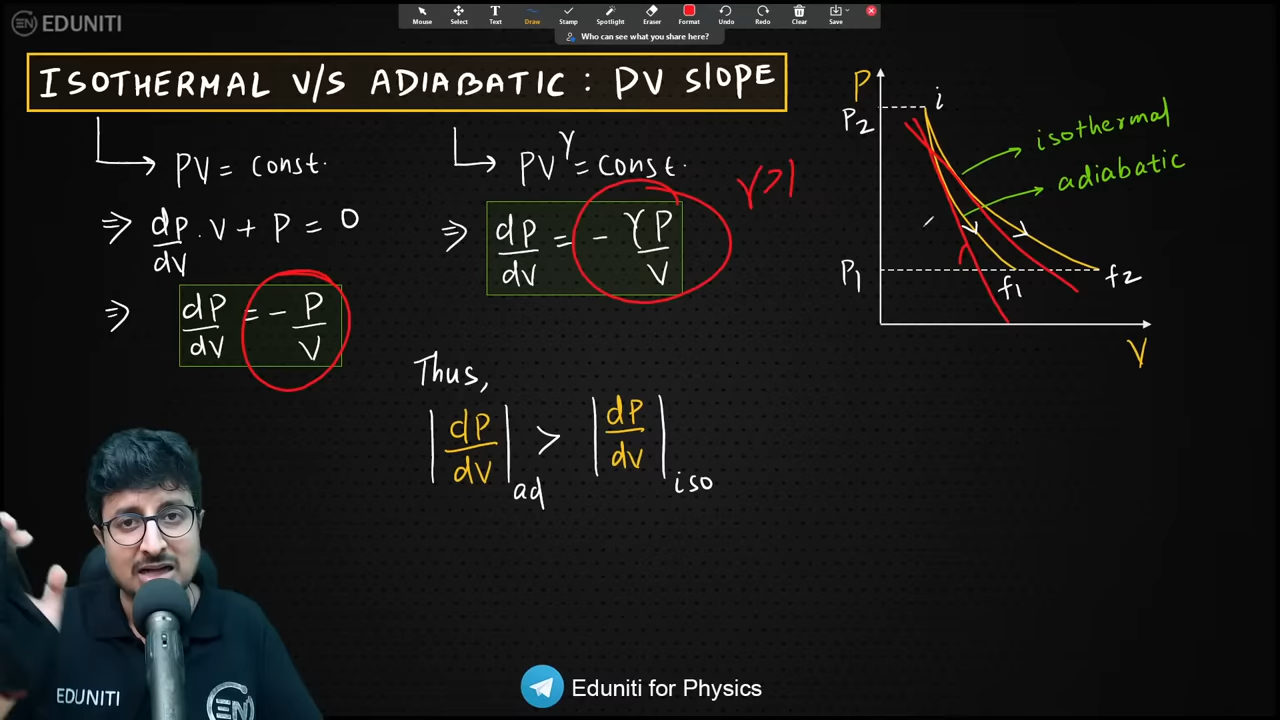 EDUNITI
Mouse Select Text Draw Stamp Spotlight Eraser Format Undo Redo Clear Save
Who can see what you share here?
ISOTHERMAL V/S ADIABATIC : PV SLOPE
PV = const.
⇒ dP/dV . V + P = 0
⇒ dP/dV = - P/V
PV^γ = const.
⇒ dP/dV = - γP/V
γ>1
Thus,
|dP/dV|ad > |dP/dV|iso
P
P2
i
isothermal
adiabatic
P1
f1
f2
V
EDUNITI
EN
Eduniti for Physics